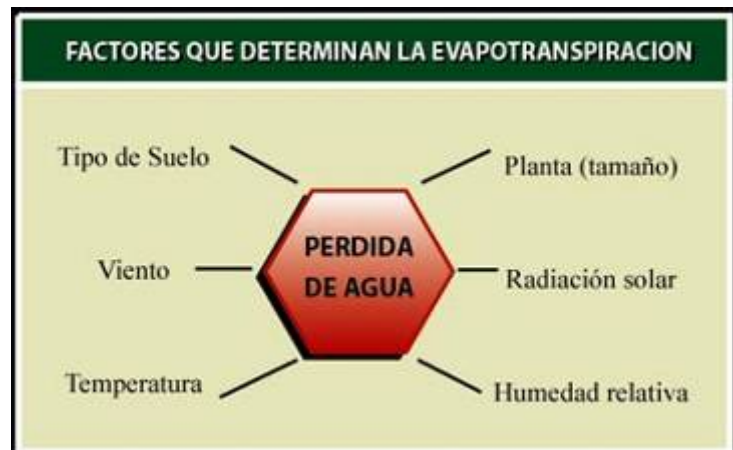 FACTORES QUE DETERMINAN LA EVAPOTRANSPIRACION
Tipo de Suelo
Planta (tamaño)
PERDIDA
DE AGUA
Viento
Radiación solar
Temperatura
Humedad relativa